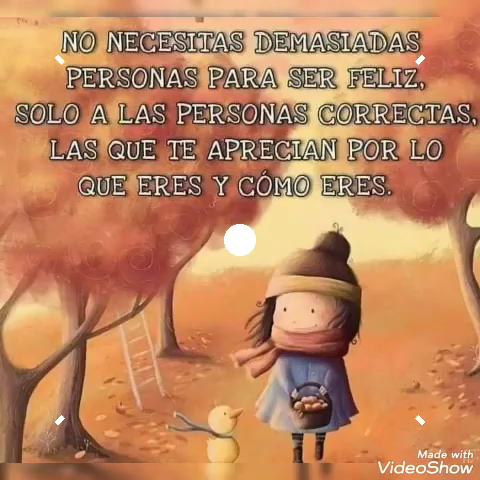 NO NECESITAS DEMASIADAS
PERSONAS PARA SER FELIZ,
SOLO A LAS PERSONAS CORRECTAS,
LAS QUE TE APRECIAN POR LO
QUE ERES Y CÓMO ERES.
Made with
VideoShow